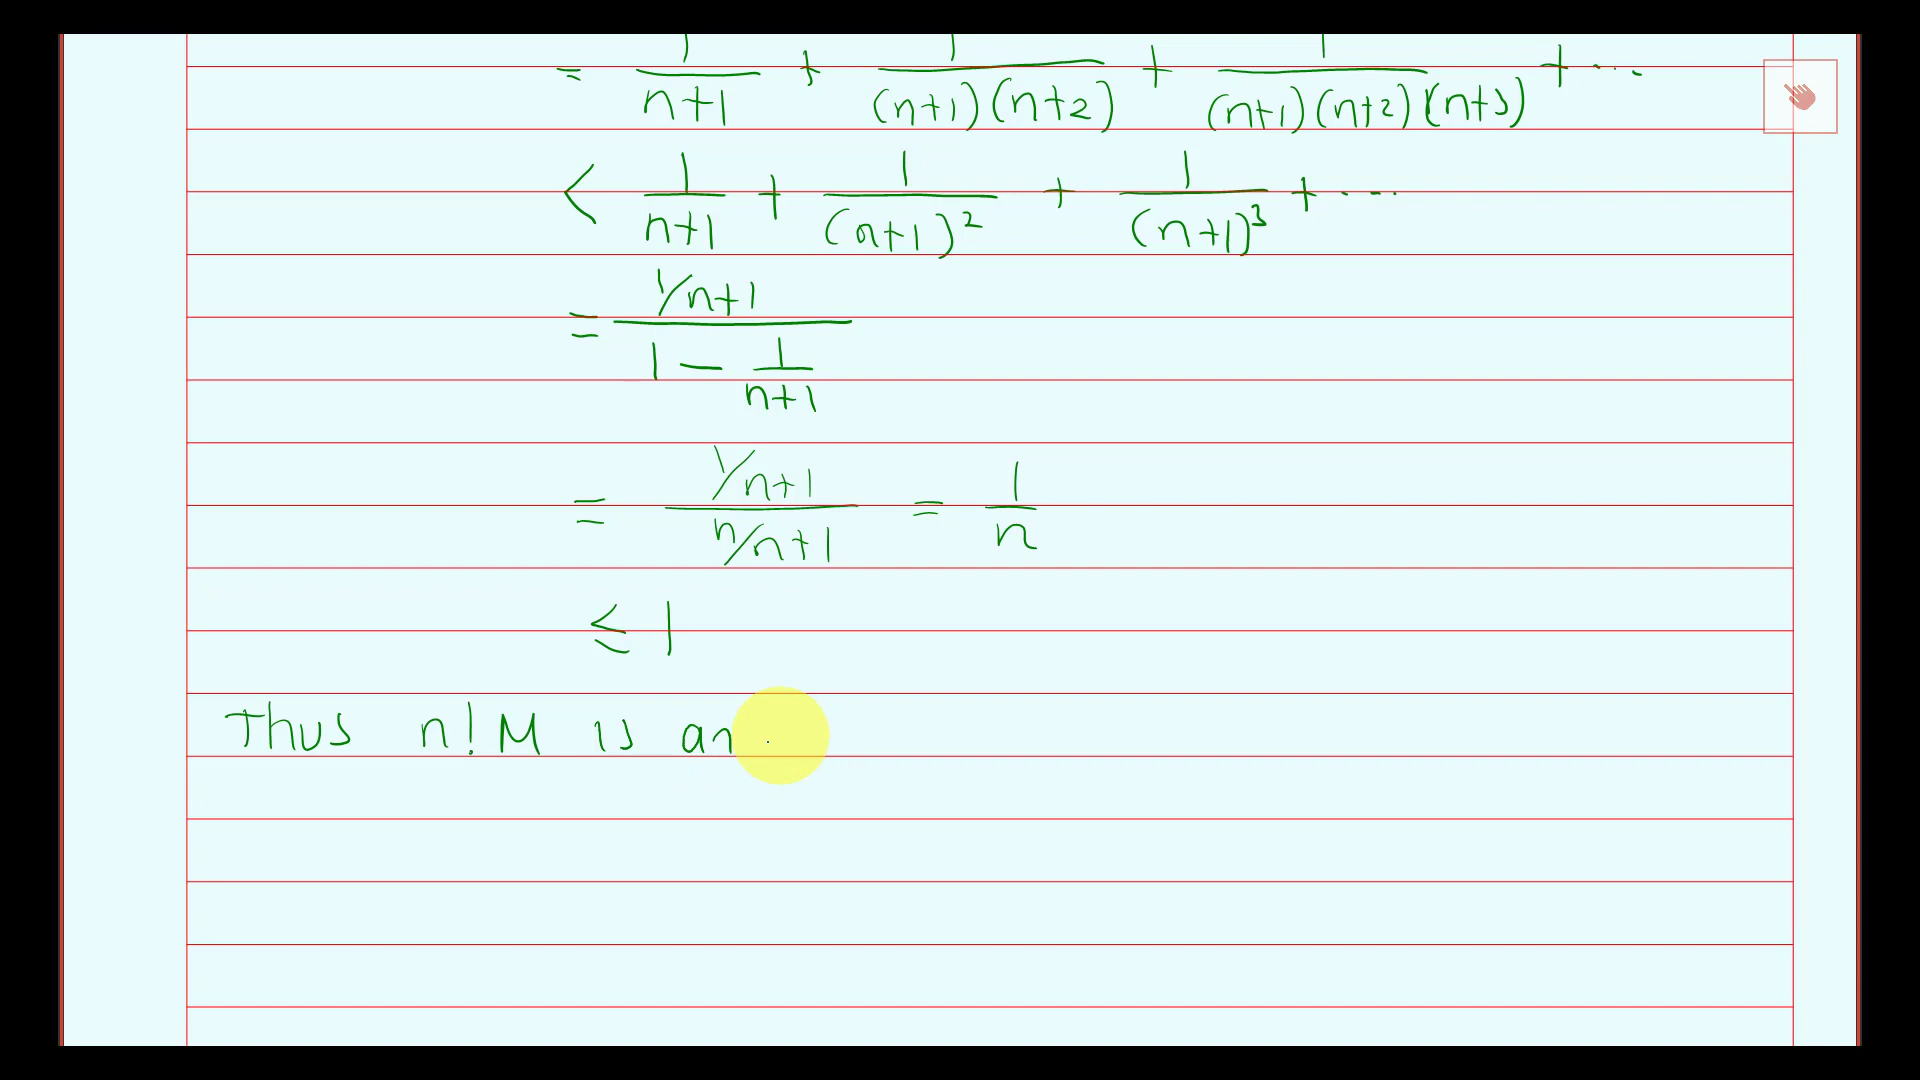 = 1/n+1 + 1/(n+1)(n+2) + 1/(n+1)(n+2)(n+3) + ...
< 1/n+1 + 1/(n+1)² + 1/(n+1)³ + ...
= 1/n+1 / 1 - 1/n+1
= 1/n+1 / n/n+1 = 1/n
≤ 1
Thus n! M is an